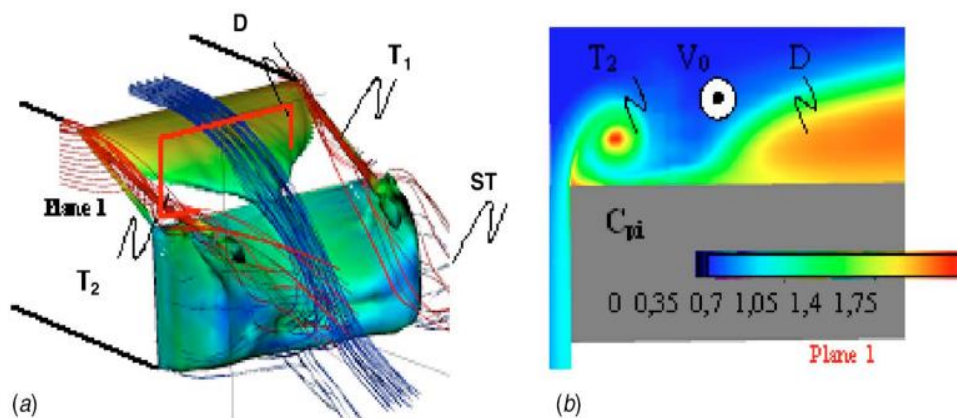 D
T1
ST
Plane 1
T2
(a)
T2 V0 D
Cpi
0 0,35 0,7 1,05 1,4 1,75
Plane 1
(b)